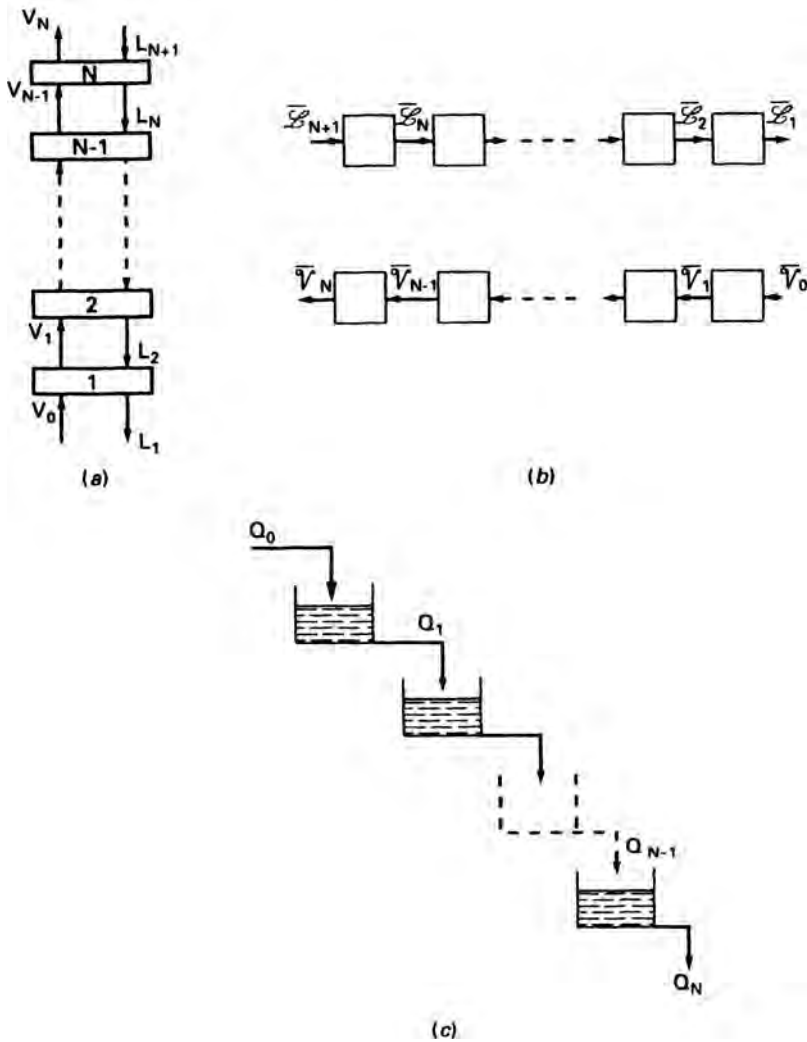 V_N L_{N+1}
N
V_{N-1} L_N
N-1
2
V_1 L_2
1
V_0 L_1
(a)
ℒ̅_{N+1} ℒ̅_N ℒ̅_2 ℒ̅_1
𝒱̅_N 𝒱̅_{N-1} 𝒱̅_1 𝒱̅_0
(b)
Q_0
Q_1
Q_{N-1}
Q_N
(c)